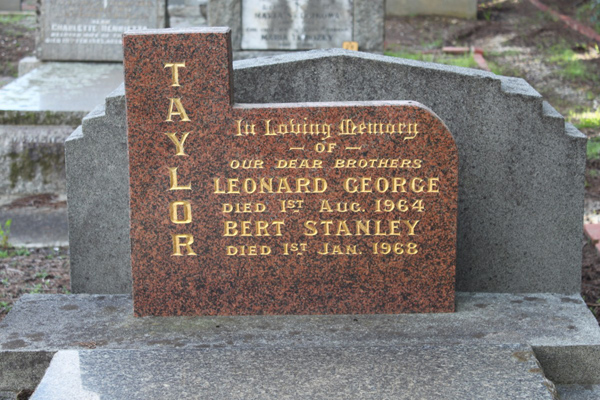 TAYLOR
In Loving Memory
— OF —
OUR DEAR BROTHERS
LEONARD GEORGE
DIED 1ST AUG. 1964
BERT STANLEY
DIED 1ST JAN. 1968